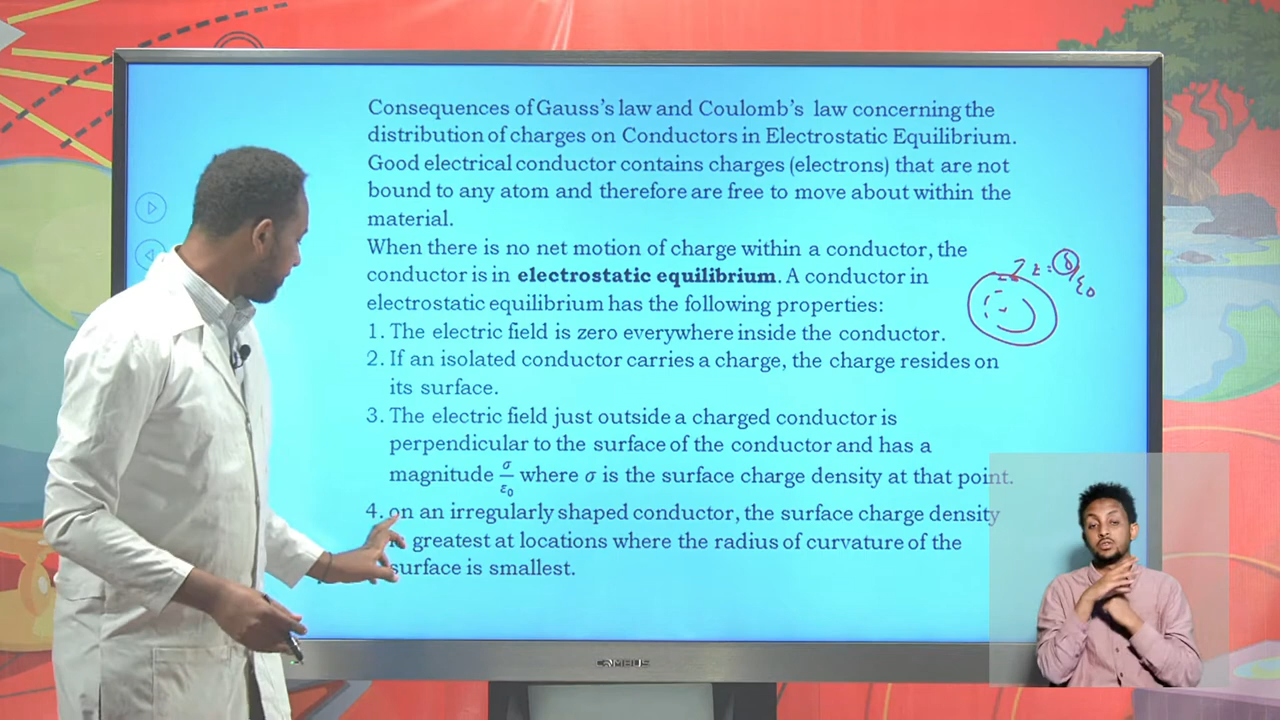 Consequences of Gauss's law and Coulomb's law concerning the
distribution of charges on Conductors in Electrostatic Equilibrium.
Good electrical conductor contains charges (electrons) that are not
bound to any atom and therefore are free to move about within the
material.
When there is no net motion of charge within a conductor, the
conductor is in electrostatic equilibrium. A conductor in
electrostatic equilibrium has the following properties:
1. The electric field is zero everywhere inside the conductor.
2. If an isolated conductor carries a charge, the charge resides on
its surface.
3. The electric field just outside a charged conductor is
perpendicular to the surface of the conductor and has a
magnitude σ/ε₀ where σ is the surface charge density at that point.
4. on an irregularly shaped conductor, the surface charge density
greatest at locations where the radius of curvature of the
surface is smallest.
CAMBUS